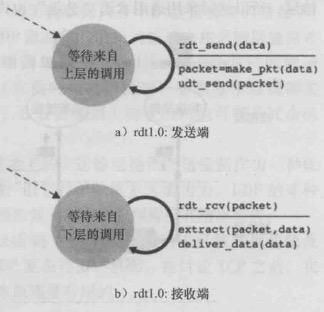 等待来自
上层的调用
rdt_send(data)
packet=make_pkt(data)
udt_send(packet)
a）rdt1.0: 发送端
等待来自
下层的调用
rdt_rcv(packet)
extract(packet,data)
deliver_data(data)
b）rdt1.0: 接收端